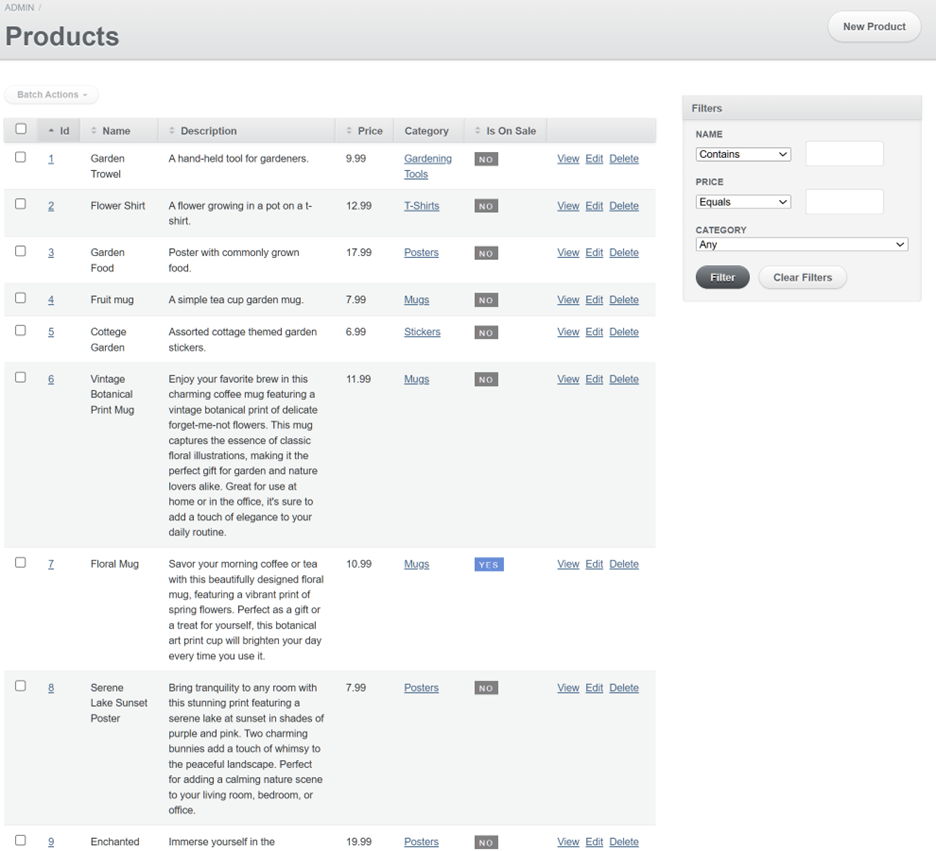 ADMIN /
Products
New Product
Batch Actions
Id Name Description Price Category Is On Sale
1 Garden A hand-held tool for gardeners. 9.99 Gardening NO View Edit Delete
Trowel Tools
2 Flower Shirt A flower growing in a pot on a t- 12.99 T-Shirts NO View Edit Delete
shirt.
3 Garden Poster with commonly grown 17.99 Posters NO View Edit Delete
Food food.
4 Fruit mug A simple tea cup garden mug. 7.99 Mugs NO View Edit Delete
5 Cottege Assorted cottage themed garden 6.99 Stickers NO View Edit Delete
Garden stickers.
6 Vintage Enjoy your favorite brew in this 11.99 Mugs NO View Edit Delete
Botanical charming coffee mug featuring a
Print Mug vintage botanical print of delicate
forget-me-not flowers. This mug
captures the essence of classic
floral illustrations, making it the
perfect gift for garden and nature
lovers alike. Great for use at
home or in the office, it's sure to
add a touch of elegance to your
daily routine.
7 Floral Mug Savor your morning coffee or tea 10.99 Mugs YES View Edit Delete
with this beautifully designed floral
mug, featuring a vibrant print of
spring flowers. Perfect as a gift or
a treat for yourself, this botanical
art print cup will brighten your day
every time you use it.
8 Serene Bring tranquility to any room with 7.99 Posters NO View Edit Delete
Lake Sunset this stunning print featuring a
Poster serene lake at sunset in shades of
purple and pink. Two charming
bunnies add a touch of whimsy to
the peaceful landscape. Perfect
for adding a calming nature scene
to your living room, bedroom, or
office.
9 Enchanted Immerse yourself in the 19.99 Posters NO View Edit Delete
Filters
NAME
Contains
PRICE
Equals
CATEGORY
Any
Filter Clear Filters